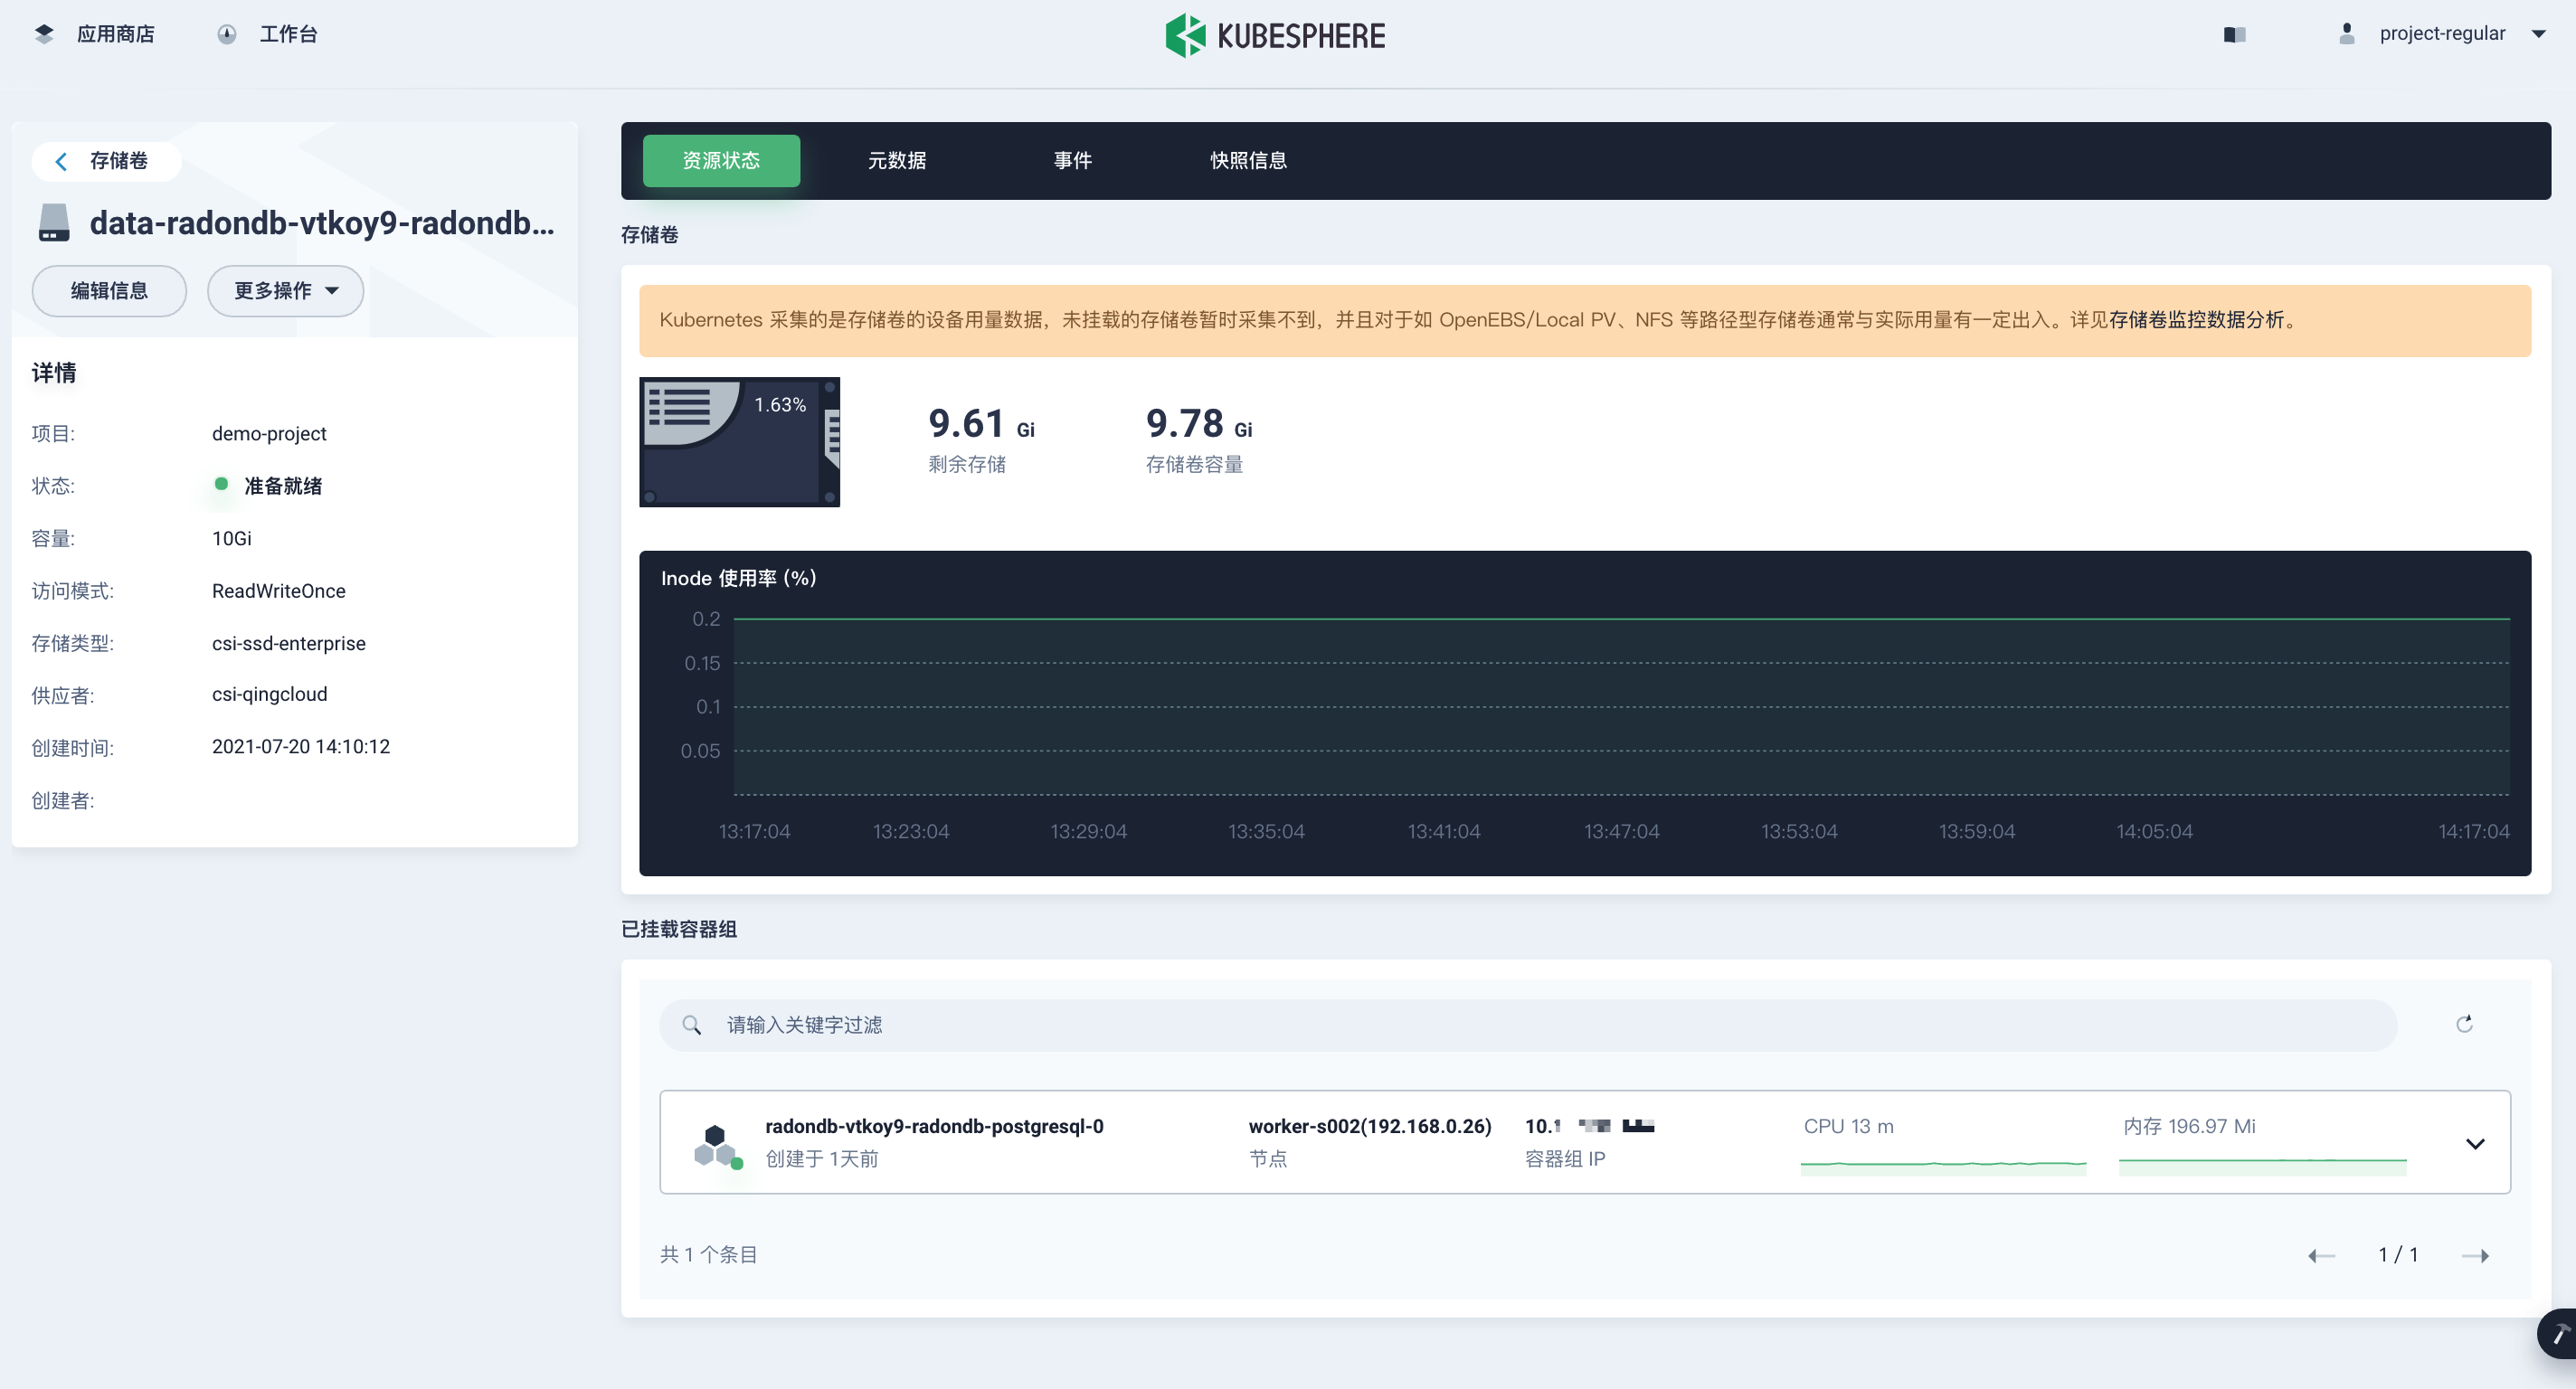 应用商店
工作台
KUBESPHERE
project-regular
存储卷
data-radondb-vtkoy9-radondb...
编辑信息
更多操作
详情
项目: demo-project
状态: 准备就绪
容量: 10Gi
访问模式: ReadWriteOnce
存储类型: csi-ssd-enterprise
供应者: csi-qingcloud
创建时间: 2021-07-20 14:10:12
创建者:
资源状态
元数据
事件
快照信息
存储卷
Kubernetes 采集的是存储卷的设备用量数据，未挂载的存储卷暂时采集不到，并且对于如 OpenEBS/Local PV、NFS 等路径型存储卷通常与实际用量有一定出入。详见存储卷监控数据分析。
1.63%
9.61 Gi
剩余存储
9.78 Gi
存储卷容量
Inode 使用率 (%)
0.2
0.15
0.1
0.05
13:17:04 13:23:04 13:29:04 13:35:04 13:41:04 13:47:04 13:53:04 13:59:04 14:05:04 14:17:04
已挂载容器组
请输入关键字过滤
radondb-vtkoy9-radondb-postgresql-0
创建于 1天前
worker-s002(192.168.0.26)
节点
10.
容器组 IP
CPU 13 m
内存 196.97 Mi
共 1 个条目
1 / 1